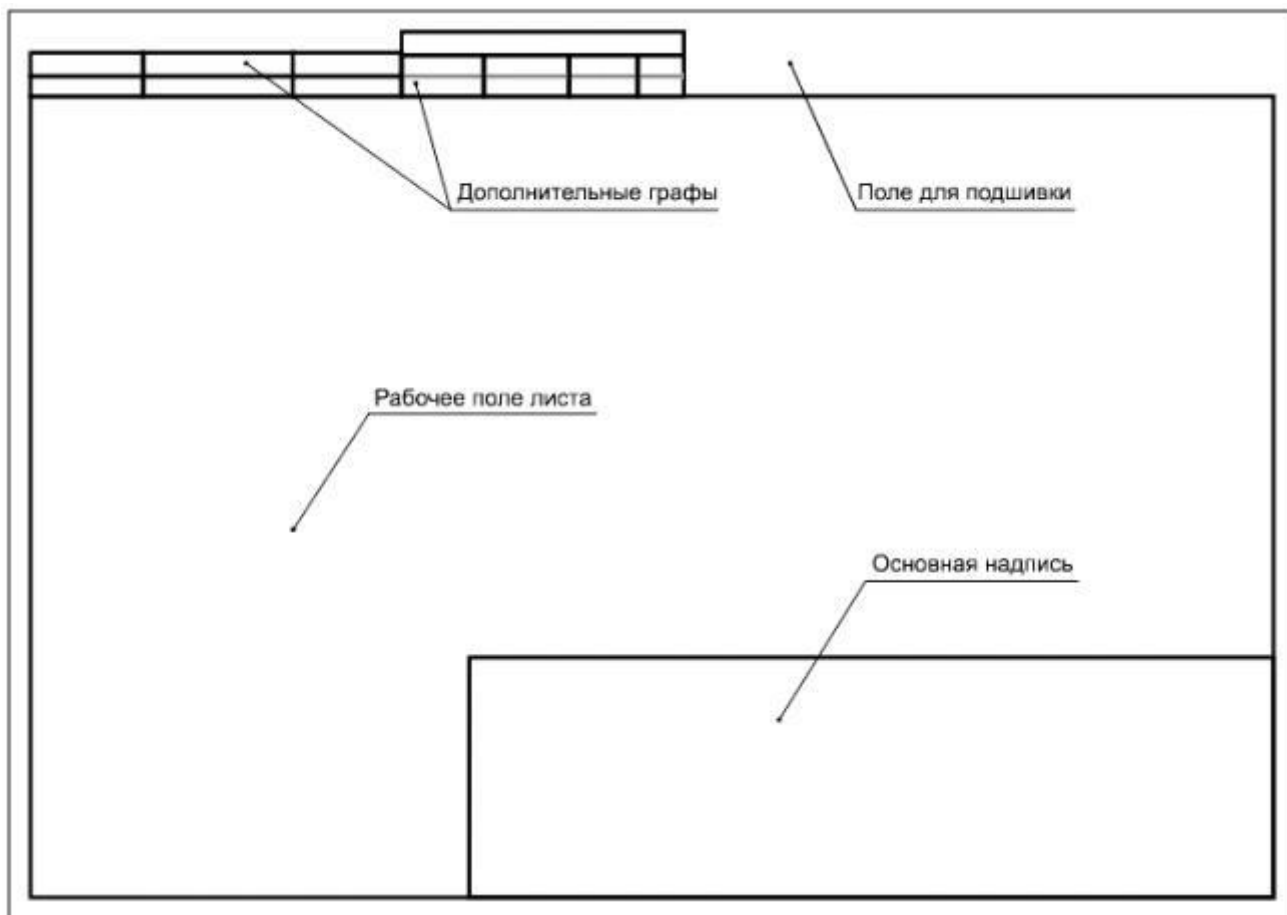 Дополнительные графы
Поле для подшивки
Рабочее поле листа
Основная надпись